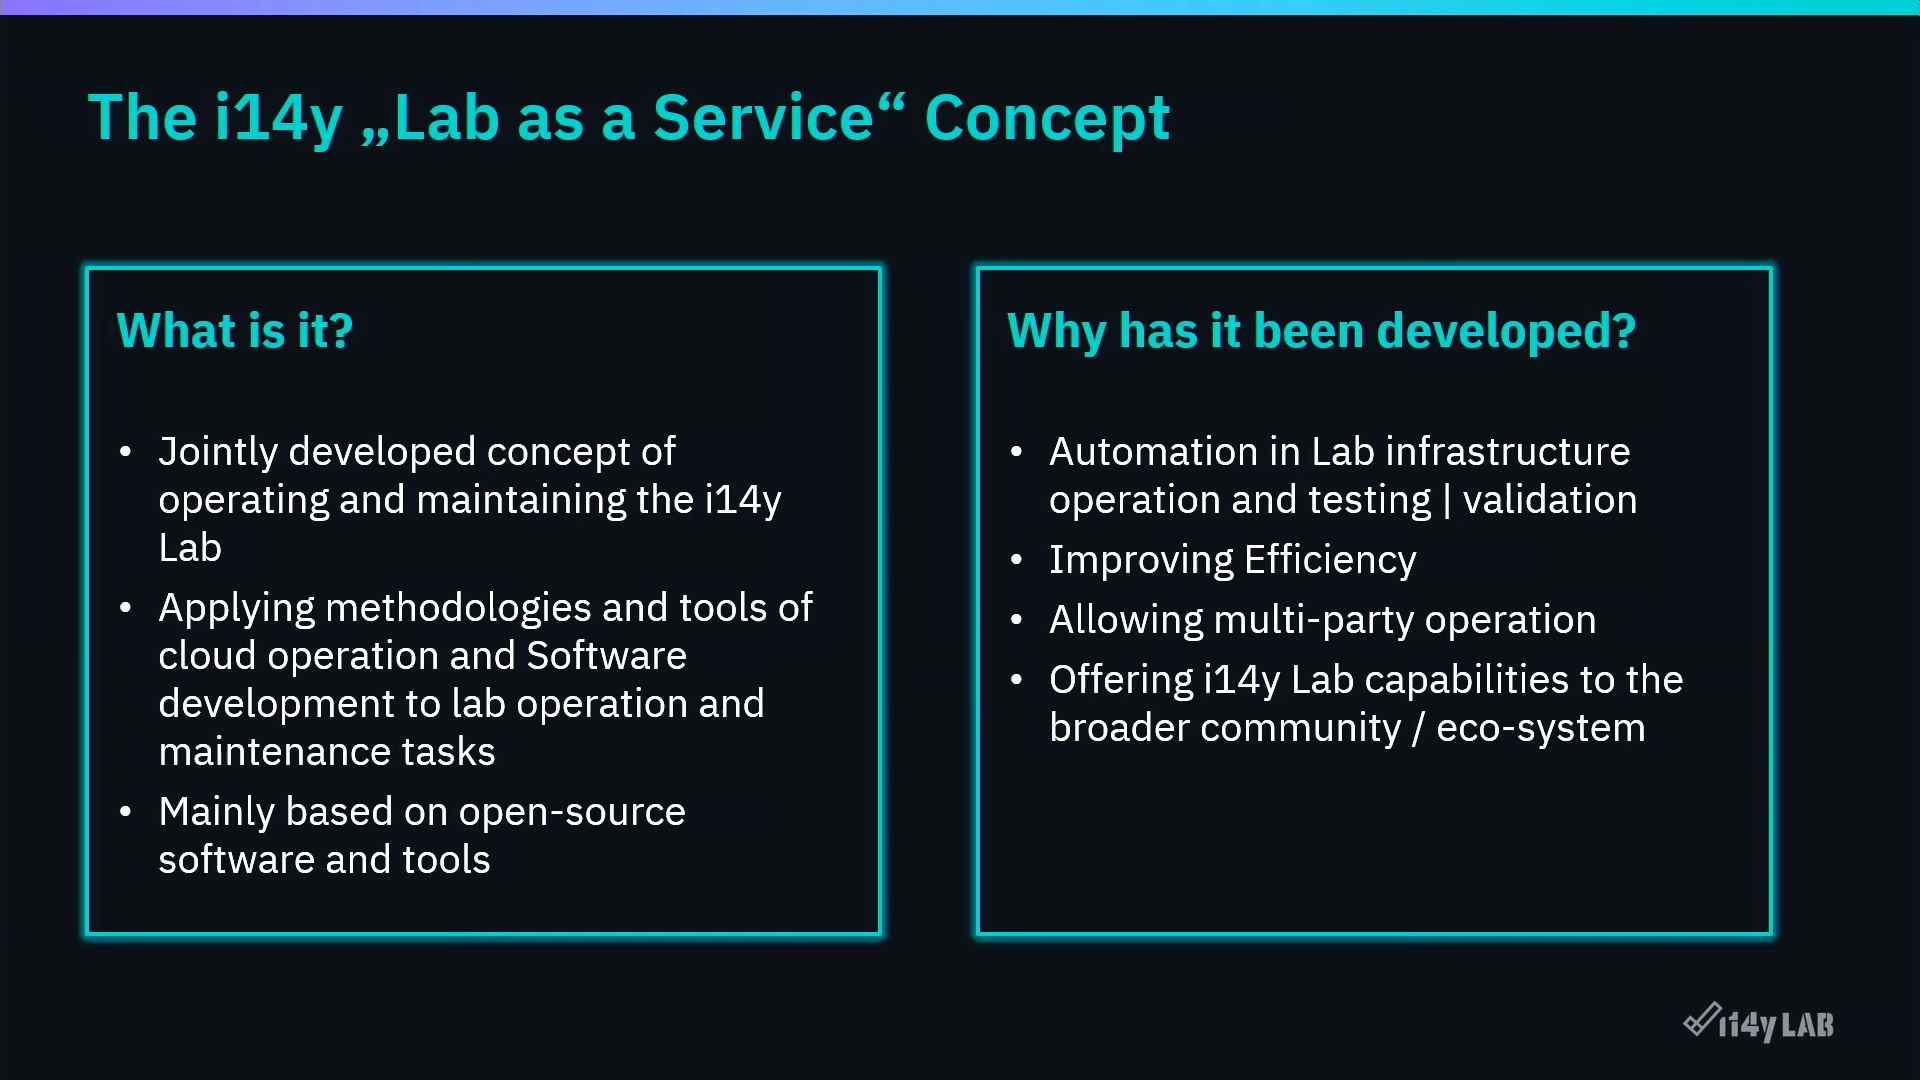 The i14y „Lab as a Service“ Concept
What is it?
• Jointly developed concept of
operating and maintaining the i14y
Lab
• Applying methodologies and tools of
cloud operation and Software
development to lab operation and
maintenance tasks
• Mainly based on open-source
software and tools
Why has it been developed?
• Automation in Lab infrastructure
operation and testing | validation
• Improving Efficiency
• Allowing multi-party operation
• Offering i14y Lab capabilities to the
broader community / eco-system
i14y LAB